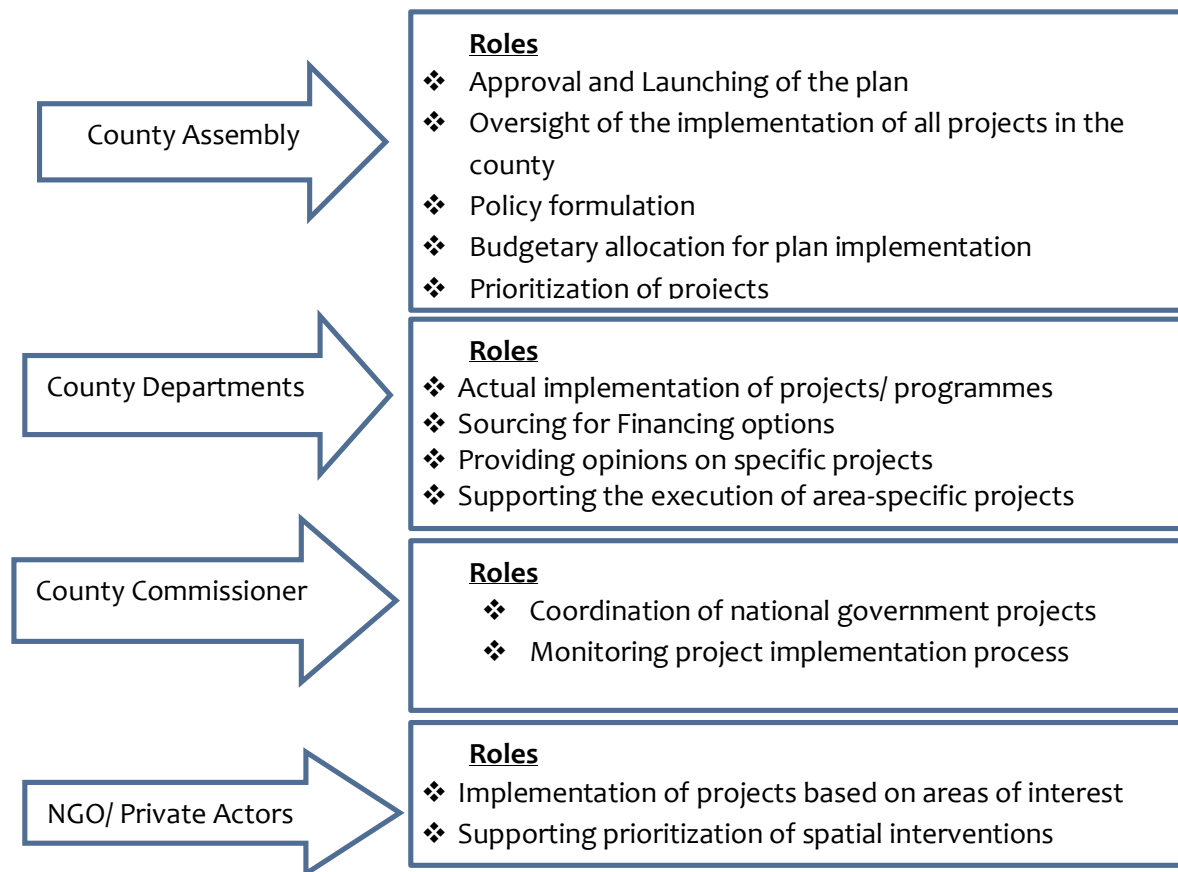 County Assembly
Roles
❖ Approval and Launching of the plan
❖ Oversight of the implementation of all projects in the
county
❖ Policy formulation
❖ Budgetary allocation for plan implementation
❖ Prioritization of projects
County Departments
Roles
❖ Actual implementation of projects/ programmes
❖ Sourcing for Financing options
❖ Providing opinions on specific projects
❖ Supporting the execution of area-specific projects
County Commissioner
Roles
❖ Coordination of national government projects
❖ Monitoring project implementation process
NGO/ Private Actors
Roles
❖ Implementation of projects based on areas of interest
❖ Supporting prioritization of spatial interventions